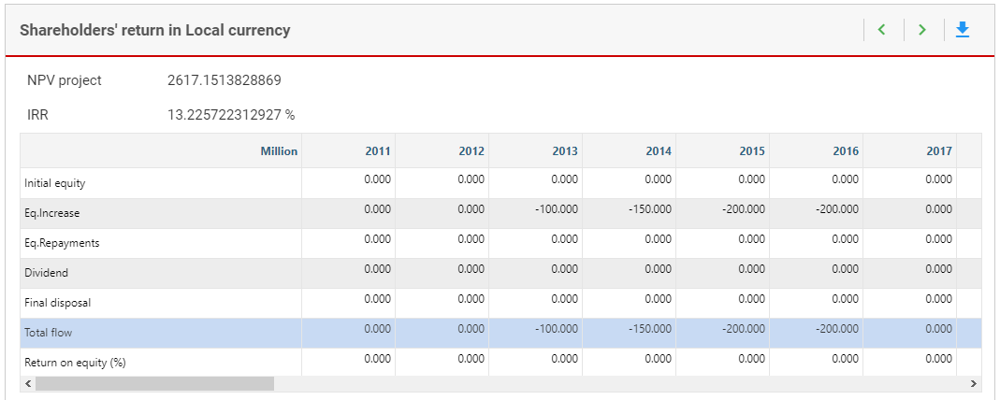 Shareholders' return in Local currency
NPV project 2617.1513828869
IRR 13.225722312927 %
Million 2011 2012 2013 2014 2015 2016 2017
Initial equity 0.000 0.000 0.000 0.000 0.000 0.000 0.000
Eq.Increase 0.000 0.000 -100.000 -150.000 -200.000 -200.000 0.000
Eq.Repayments 0.000 0.000 0.000 0.000 0.000 0.000 0.000
Dividend 0.000 0.000 0.000 0.000 0.000 0.000 0.000
Final disposal 0.000 0.000 0.000 0.000 0.000 0.000 0.000
Total flow 0.000 0.000 -100.000 -150.000 -200.000 -200.000 0.000
Return on equity (%) 0.000 0.000 0.000 0.000 0.000 0.000 0.000